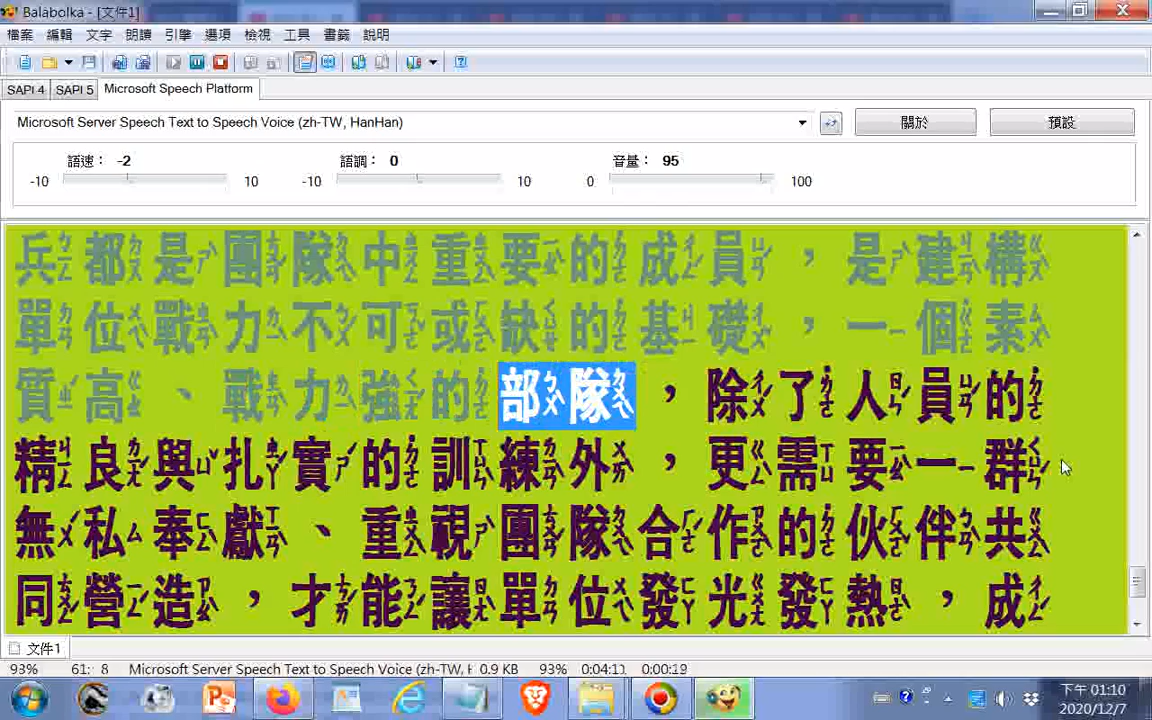 Balabolka - [文件1]
檔案 編輯 文字 朗讀 引擎 選項 檢視 工具 書籤 說明
SAPI 4 SAPI 5 Microsoft Speech Platform
Microsoft Server Speech Text to Speech Voice (zh-TW, HanHan) 關於 預設
語速： -2 語調： 0 音量： 95
-10 10 -10 10 0 100
兵都是團隊中重要的成員，是建構
單位戰力不可或缺的基礎，一個素
質高、戰力強的部隊，除了人員的
精良與扎實的訓練外，更需要一群
無私奉獻、重視團隊合作的伙伴共
同營造，才能讓單位發光發熱，成
文件1
93% 61: 8 Microsoft Server Speech Text to Speech Voice (zh-TW, H 0.9 KB 93% 0:04:11 0:00:19
下午 01:10
2020/12/7